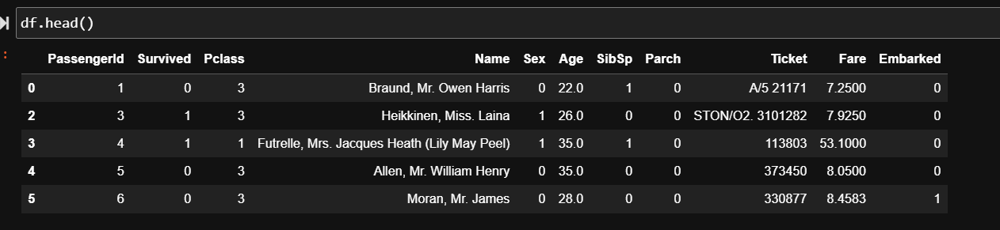 df.head()
:
PassengerId Survived Pclass Name Sex Age SibSp Parch Ticket Fare Embarked
0 1 0 3 Braund, Mr. Owen Harris 0 22.0 1 0 A/5 21171 7.2500 0
2 3 1 3 Heikkinen, Miss. Laina 1 26.0 0 0 STON/O2. 3101282 7.9250 0
3 4 1 1 Futrelle, Mrs. Jacques Heath (Lily May Peel) 1 35.0 1 0 113803 53.1000 0
4 5 0 3 Allen, Mr. William Henry 0 35.0 0 0 373450 8.0500 0
5 6 0 3 Moran, Mr. James 0 28.0 0 0 330877 8.4583 1